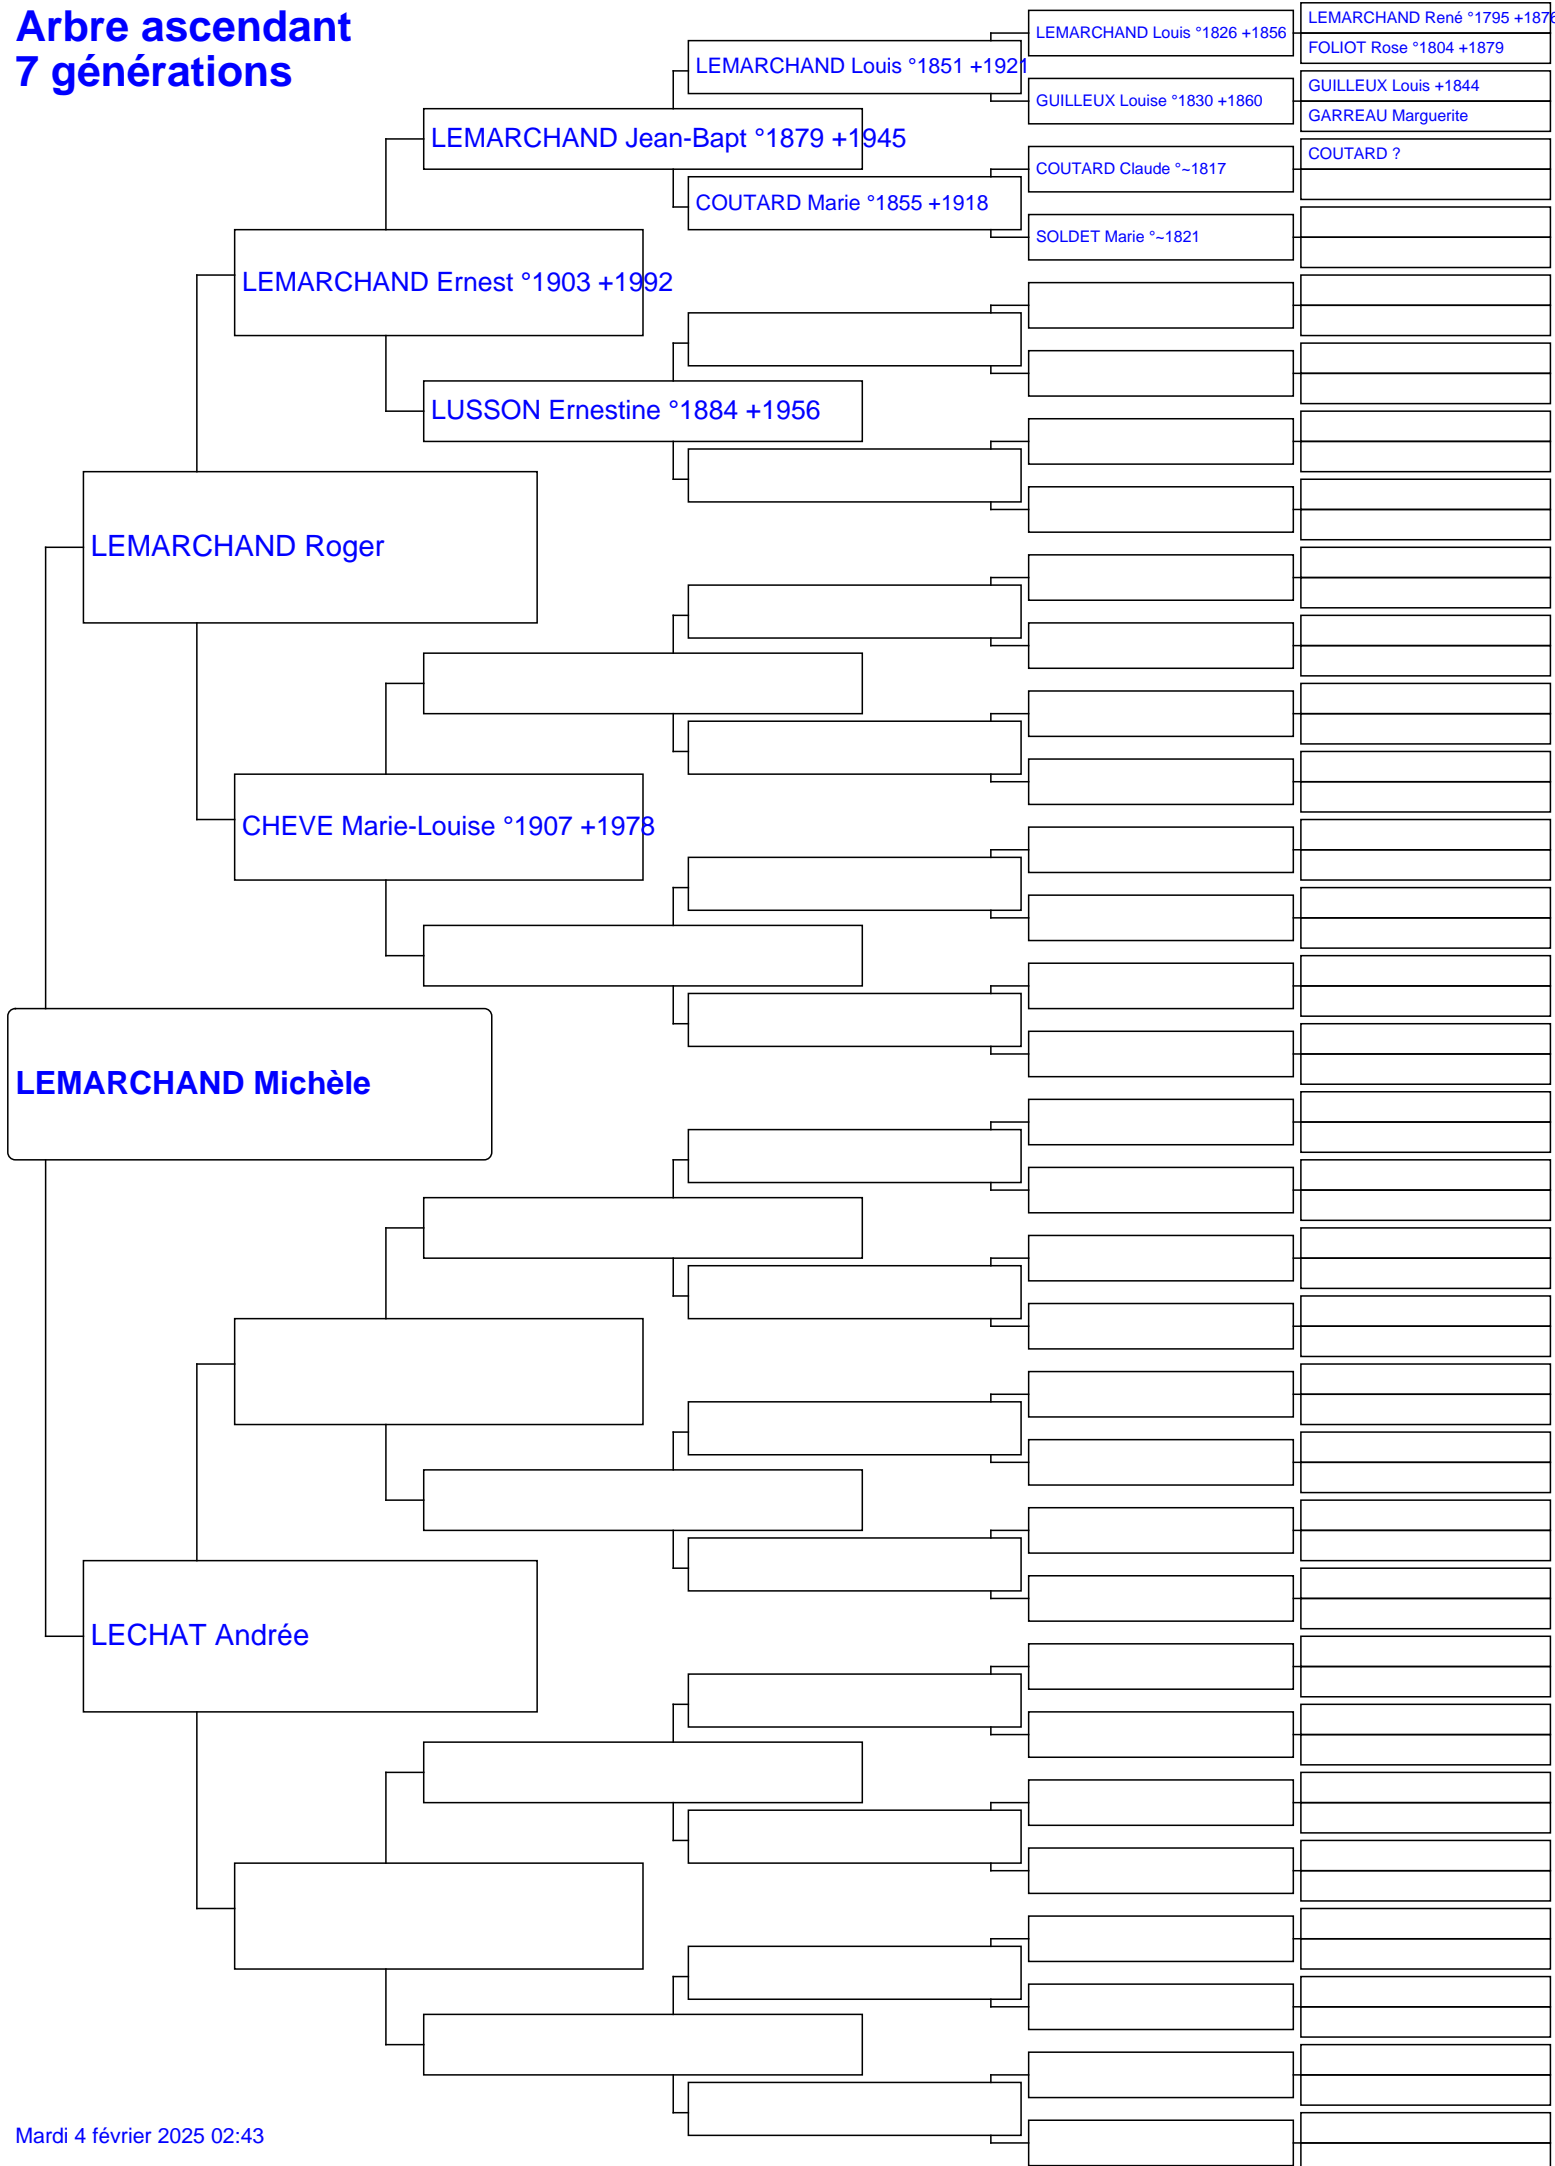 Arbre ascendant
7 générations
LEMARCHAND René °1795 +1876
LEMARCHAND Louis °1826 +1856
FOLIOT Rose °1804 +1879
LEMARCHAND Louis °1851 +1921
GUILLEUX Louis +1844
GUILLEUX Louise °1830 +1860
GARREAU Marguerite
LEMARCHAND Jean-Bapt °1879 +1945
COUTARD ?
COUTARD Claude °~1817
COUTARD Marie °1855 +1918
SOLDET Marie °~1821
LEMARCHAND Ernest °1903 +1992
LUSSON Ernestine °1884 +1956
LEMARCHAND Roger
CHEVE Marie-Louise °1907 +1978
LEMARCHAND Michèle
LECHAT Andrée
Mardi 4 février 2025 02:43